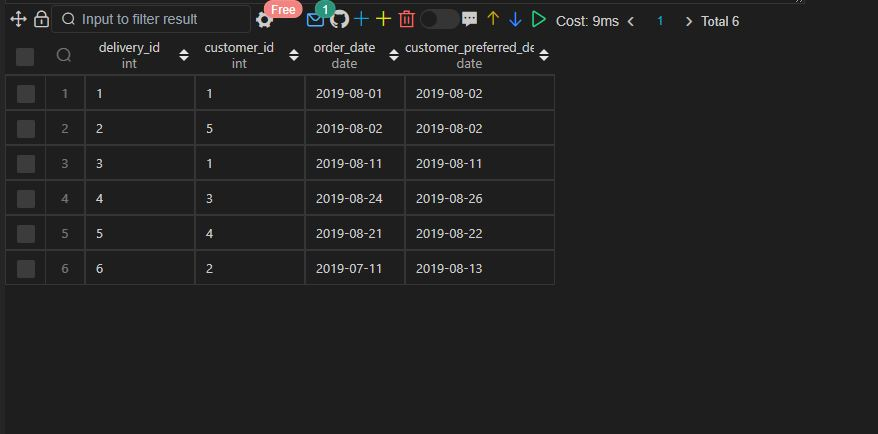 Free
Input to filter result 1 Cost: 9ms 1 Total 6
delivery_id customer_id order_date customer_preferred_de
int int date date
1 1 1 2019-08-01 2019-08-02
2 2 5 2019-08-02 2019-08-02
3 3 1 2019-08-11 2019-08-11
4 4 3 2019-08-24 2019-08-26
5 5 4 2019-08-21 2019-08-22
6 6 2 2019-07-11 2019-08-13